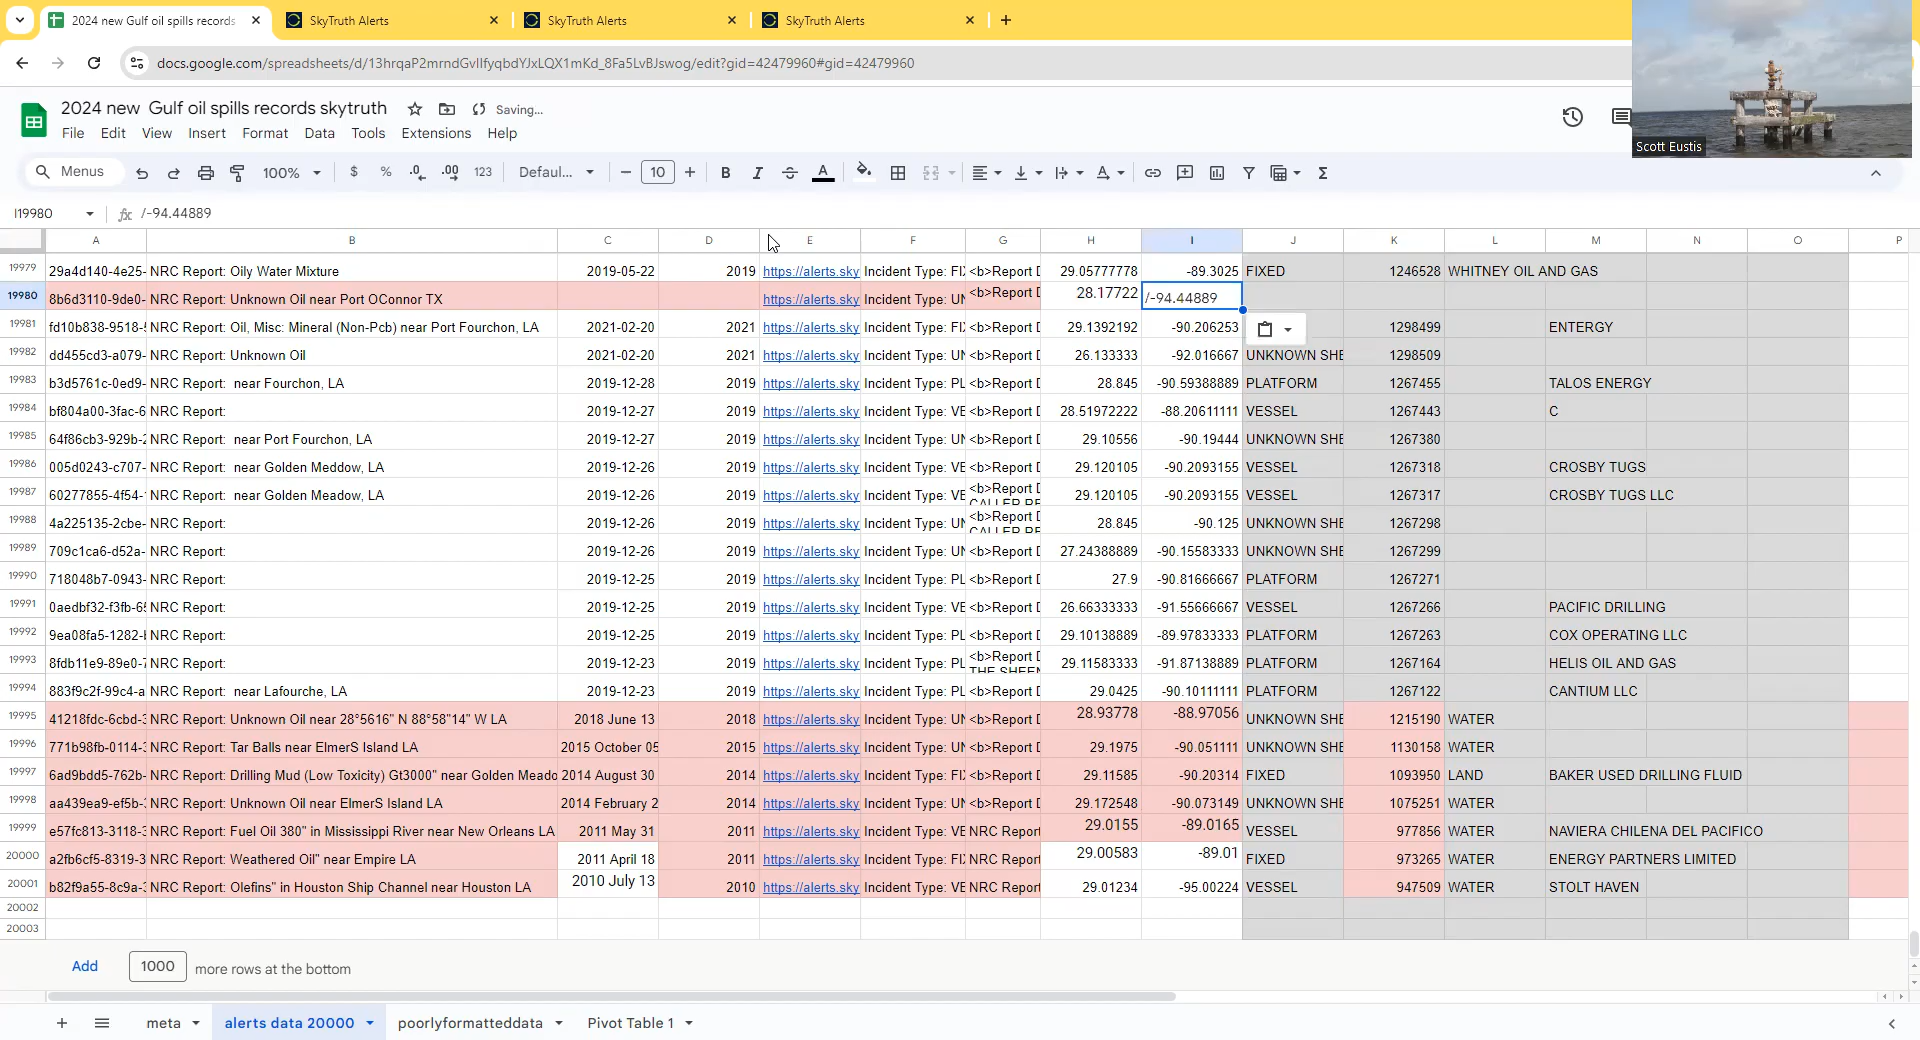 2024 new Gulf oil spills records
SkyTruth Alerts
SkyTruth Alerts
SkyTruth Alerts
docs.google.com/spreadsheets/d/13hrqaP2mrndGvIIfyqbdYJxLQX1mKd_8Fa5LvBJswog/edit?gid=42479960#gid=42479960
2024 new Gulf oil spills records skytruth Saving...
File Edit View Insert Format Data Tools Extensions Help
Scott Eustis
Menus 100% $ % .0 .00 123 Defaul... 10 B I A
I19980 fx /-94.44889
A B C D E F G H I J K L M N O P
19979 29a4d140-4e25- NRC Report: Oily Water Mixture 2019-05-22 2019 https://alerts.sky Incident Type: FI <b>Report D 29.05777778 -89.3025 FIXED 1246528 WHITNEY OIL AND GAS
19980 8b6d3110-9de0- NRC Report: Unknown Oil near Port OConnor TX https://alerts.sky Incident Type: UN <b>Report D 28.17722 /-94.44889
19981 fd10b838-9518- NRC Report: Oil, Misc: Mineral (Non-Pcb) near Port Fourchon, LA 2021-02-20 2021 https://alerts.sky Incident Type: FI <b>Report D 29.1392192 -90.206253 1298499 ENTERGY
19982 dd455cd3-a079- NRC Report: Unknown Oil 2021-02-20 2021 https://alerts.sky Incident Type: UN <b>Report D 26.133333 -92.016667 UNKNOWN SHE 1298509
19983 b3d5761c-0ed9- NRC Report: near Fourchon, LA 2019-12-28 2019 https://alerts.sky Incident Type: PL <b>Report D 28.845 -90.59388889 PLATFORM 1267455 TALOS ENERGY
19984 bf804a00-3fac-6 NRC Report: 2019-12-27 2019 https://alerts.sky Incident Type: VE <b>Report D 28.51972222 -88.20611111 VESSEL 1267443 C
19985 64f86cb3-929b-2 NRC Report: near Port Fourchon, LA 2019-12-27 2019 https://alerts.sky Incident Type: UN <b>Report D 29.10556 -90.19444 UNKNOWN SHE 1267380
19986 005d0243-c707- NRC Report: near Golden Meddow, LA 2019-12-26 2019 https://alerts.sky Incident Type: VE <b>Report D 29.120105 -90.2093155 VESSEL 1267318 CROSBY TUGS
19987 60277855-4f54- NRC Report: near Golden Meadow, LA 2019-12-26 2019 https://alerts.sky Incident Type: VE <b>Report D 29.120105 -90.2093155 VESSEL 1267317 CROSBY TUGS LLC
19988 4a225135-2cbe- NRC Report: 2019-12-26 2019 https://alerts.sky Incident Type: UN <b>Report D 28.845 -90.125 UNKNOWN SHE 1267298
19989 709c1ca6-d52a- NRC Report: 2019-12-26 2019 https://alerts.sky Incident Type: UN <b>Report D 27.24388889 -90.15583333 UNKNOWN SHE 1267299
19990 718048b7-0943- NRC Report: 2019-12-25 2019 https://alerts.sky Incident Type: PL <b>Report D 27.9 -90.81666667 PLATFORM 1267271
19991 0aedbf32-f3fb-6 NRC Report: 2019-12-25 2019 https://alerts.sky Incident Type: VE <b>Report D 26.66333333 -91.55666667 VESSEL 1267266 PACIFIC DRILLING
19992 9ea08fa5-1282- NRC Report: 2019-12-25 2019 https://alerts.sky Incident Type: PL <b>Report D 29.10138889 -89.97833333 PLATFORM 1267263 COX OPERATING LLC
19993 8fdb11e9-89e0- NRC Report: 2019-12-23 2019 https://alerts.sky Incident Type: PL <b>Report D 29.11583333 -91.87138889 PLATFORM 1267164 HELIS OIL AND GAS
19994 883f9c2f-99c4-a NRC Report: near Lafourche, LA 2019-12-23 2019 https://alerts.sky Incident Type: PL <b>Report D 29.0425 -90.10111111 PLATFORM 1267122 CANTIUM LLC
19995 41218fdc-6cbd-3 NRC Report: Unknown Oil near 28°5616" N 88°58"14" W LA 2018 June 13 2018 https://alerts.sky Incident Type: UN <b>Report D 28.93778 -88.97056 UNKNOWN SHE 1215190 WATER
19996 771b98fb-0114-3 NRC Report: Tar Balls near ElmerS Island LA 2015 October 05 2015 https://alerts.sky Incident Type: UN <b>Report D 29.1975 -90.051111 UNKNOWN SHE 1130158 WATER
19997 6ad9bdd5-762b- NRC Report: Drilling Mud (Low Toxicity) Gt3000" near Golden Meado 2014 August 30 2014 https://alerts.sky Incident Type: FI <b>Report D 29.11585 -90.20314 FIXED 1093950 LAND BAKER USED DRILLING FLUID
19998 aa439ea9-ef5b- NRC Report: Unknown Oil near ElmerS Island LA 2014 February 2 2014 https://alerts.sky Incident Type: UN <b>Report D 29.172548 -90.073149 UNKNOWN SHE 1075251 WATER
19999 e57fc813-3118-3 NRC Report: Fuel Oil 380" in Mississippi River near New Orleans LA 2011 May 31 2011 https://alerts.sky Incident Type: VE NRC Report 29.0155 -89.0165 VESSEL 977856 WATER NAVIERA CHILENA DEL PACIFICO
20000 a2fb6cf5-8319-3 NRC Report: Weathered Oil" near Empire LA 2011 April 18 2011 https://alerts.sky Incident Type: FI NRC Report 29.00583 -89.01 FIXED 973265 WATER ENERGY PARTNERS LIMITED
20001 b82f9a55-8c9a- NRC Report: Olefins" in Houston Ship Channel near Houston LA 2010 July 13 2010 https://alerts.sky Incident Type: VE NRC Report 29.01234 -95.00224 VESSEL 947509 WATER STOLT HAVEN
20002
20003
Add 1000 more rows at the bottom
meta alerts data 20000 poorlyformatteddata Pivot Table 1